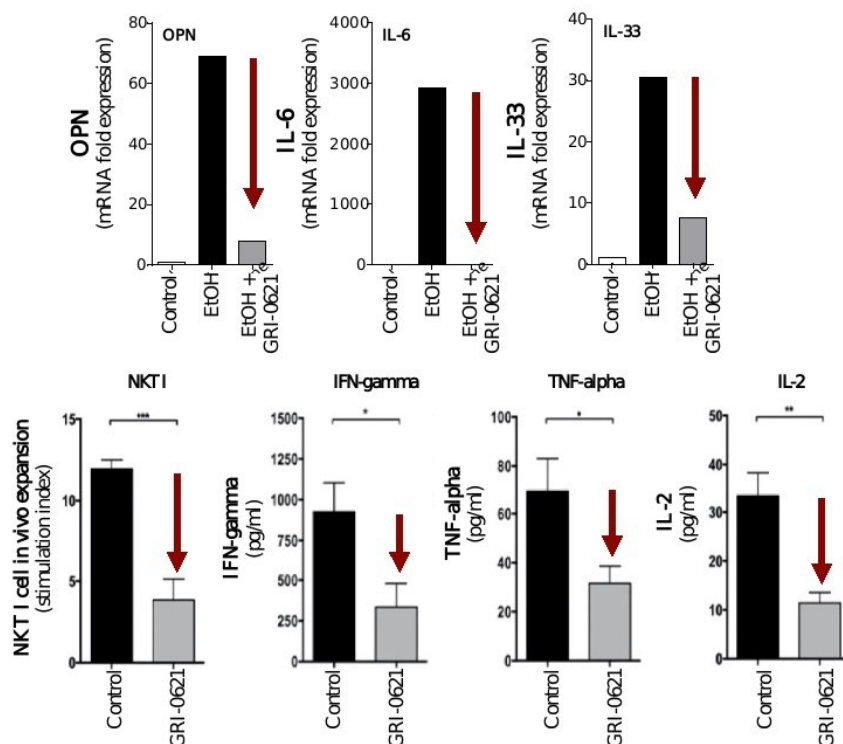 OPN
OPN
(mRNA fold expression)
80
60
40
20
0
Control
EtOH
EtOH +
GRI-0621
IL-6
IL-6
(mRNA fold expression)
4000
3000
2000
1000
0
Control
EtOH
EtOH +
GRI-0621
IL-33
IL-33
(mRNA fold expression)
40
30
20
10
0
Control
EtOH
EtOH +
GRI-0621
NKT I
NKT I cell in vivo expansion
(stimulation index)
15
10
5
0
***
Control
GRI-0621
IFN-gamma
IFN-gamma
(pg/ml)
1500
1250
1000
750
500
250
0
*
Control
GRI-0621
TNF-alpha
TNF-alpha
(pg/ml)
100
80
60
40
20
0
*
Control
GRI-0621
IL-2
IL-2
(pg/ml)
50
40
30
20
10
0
**
Control
GRI-0621